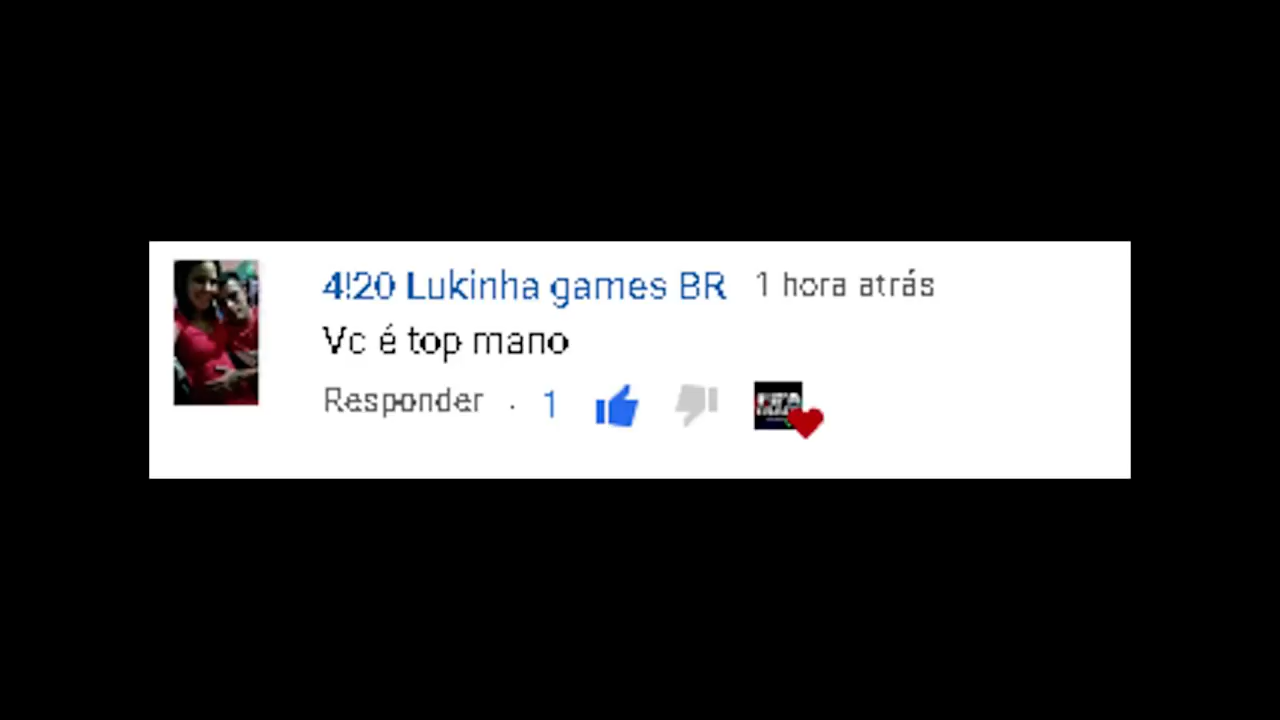 4!20 Lukinha games BR 1 hora atrás
Vc é top mano
Responder · 1